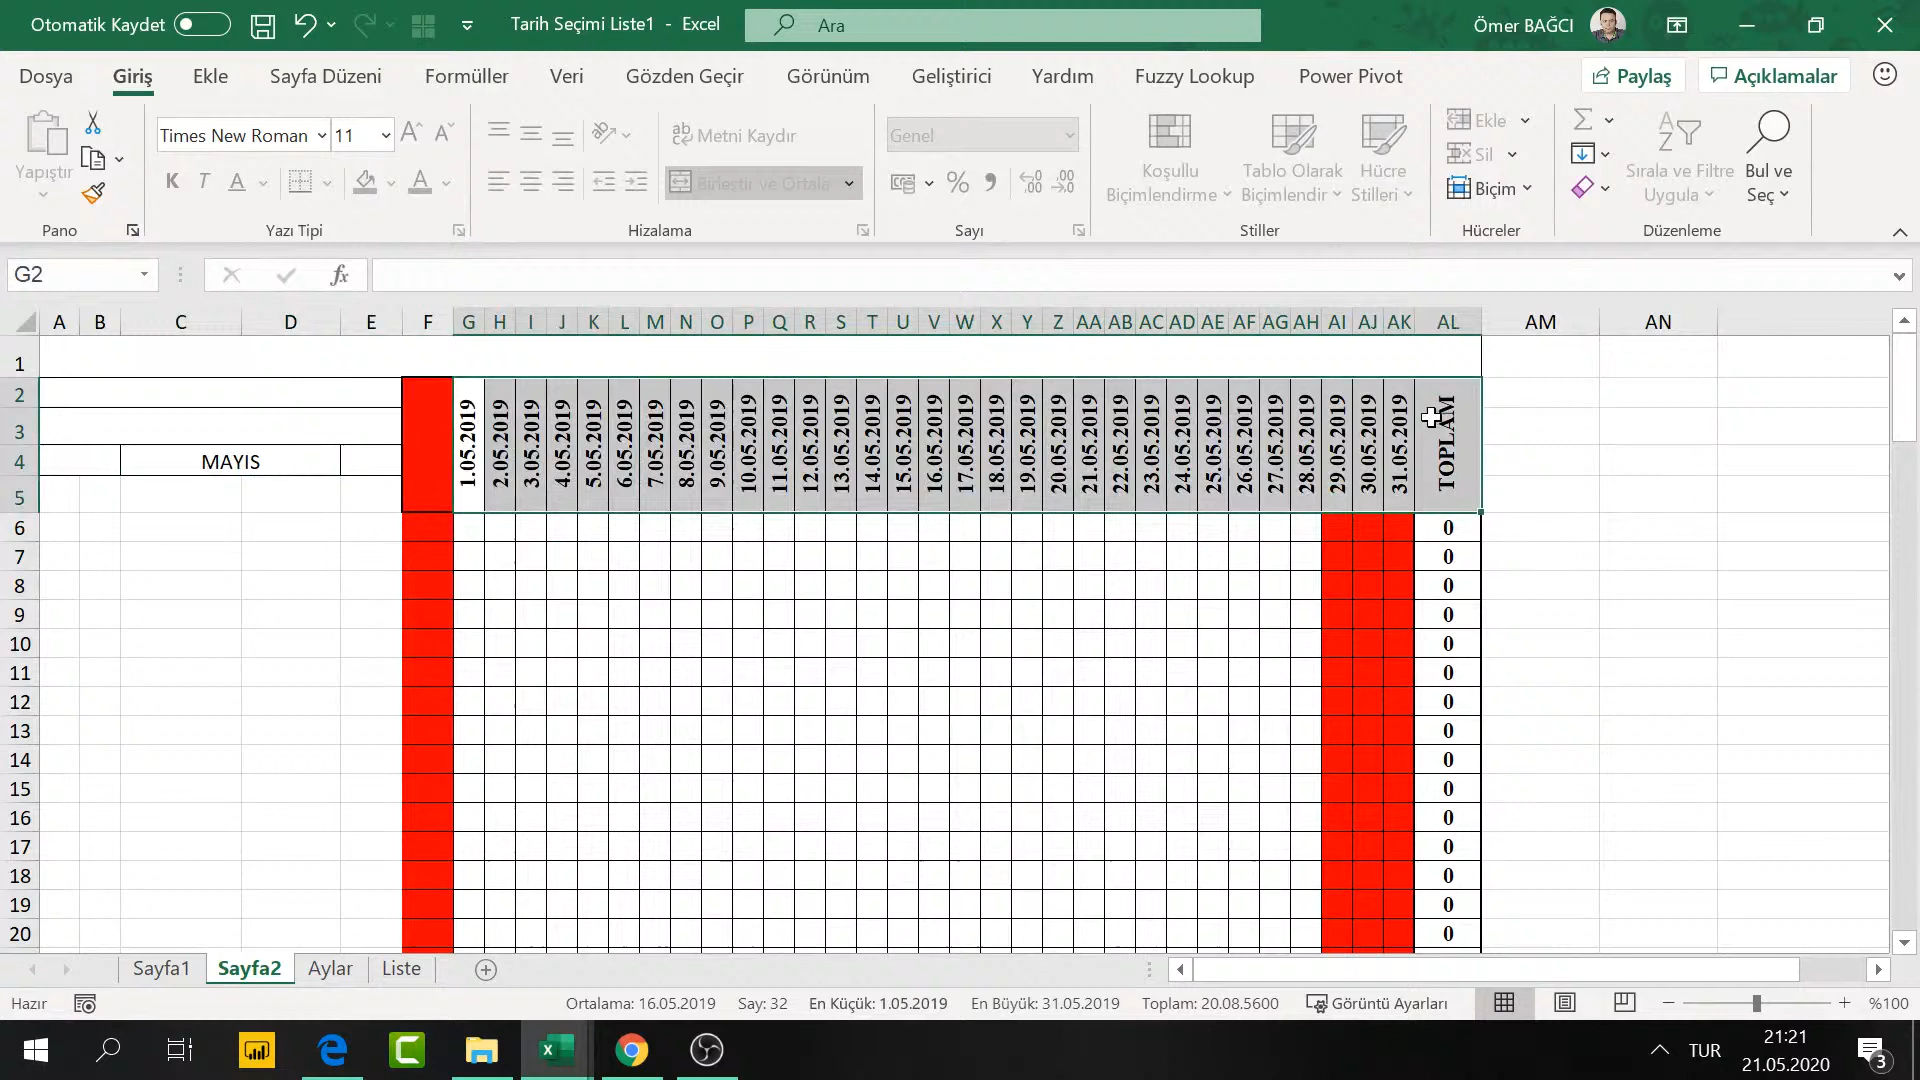 Otomatik Kaydet
Tarih Seçimi Liste1 - Excel
Ara
Ömer BAĞCI
Dosya Giriş Ekle Sayfa Düzeni Formüller Veri Gözden Geçir Görünüm Geliştirici Yardım Fuzzy Lookup Power Pivot
Paylaş
Açıklamalar
Yapıştır
Pano
Times New Roman 11
K T A A
Yazı Tipi
Metni Kaydır
Birleştir ve Ortala
Hizalama
Genel
Sayı
Koşullu Biçimlendirme
Tablo Olarak Biçimlendir
Hücre Stilleri
Stiller
Ekle
Sil
Biçim
Hücreler
Sırala ve Filtre Uygula
Bul ve Seç
Düzenleme
G2
fx
A B C D E F G H I J K L M N O P Q R S T U V W X Y Z AA AB AC AD AE AF AG AH AI AJ AK AL AM AN
1
2
3
4 MAYIS
5
1.05.2019
2.05.2019
3.05.2019
4.05.2019
5.05.2019
6.05.2019
7.05.2019
8.05.2019
9.05.2019
10.05.2019
11.05.2019
12.05.2019
13.05.2019
14.05.2019
15.05.2019
16.05.2019
17.05.2019
18.05.2019
19.05.2019
20.05.2019
21.05.2019
22.05.2019
23.05.2019
24.05.2019
25.05.2019
26.05.2019
27.05.2019
28.05.2019
29.05.2019
30.05.2019
31.05.2019
TOPLAM
6 0
7 0
8 0
9 0
10 0
11 0
12 0
13 0
14 0
15 0
16 0
17 0
18 0
19 0
20 0
Sayfa1 Sayfa2 Aylar Liste
Hazır
Ortalama: 16.05.2019 Say: 32 En Küçük: 1.05.2019 En Büyük: 31.05.2019 Toplam: 20.08.5600
Görüntü Ayarları
%100
TUR
21:21
21.05.2020
3